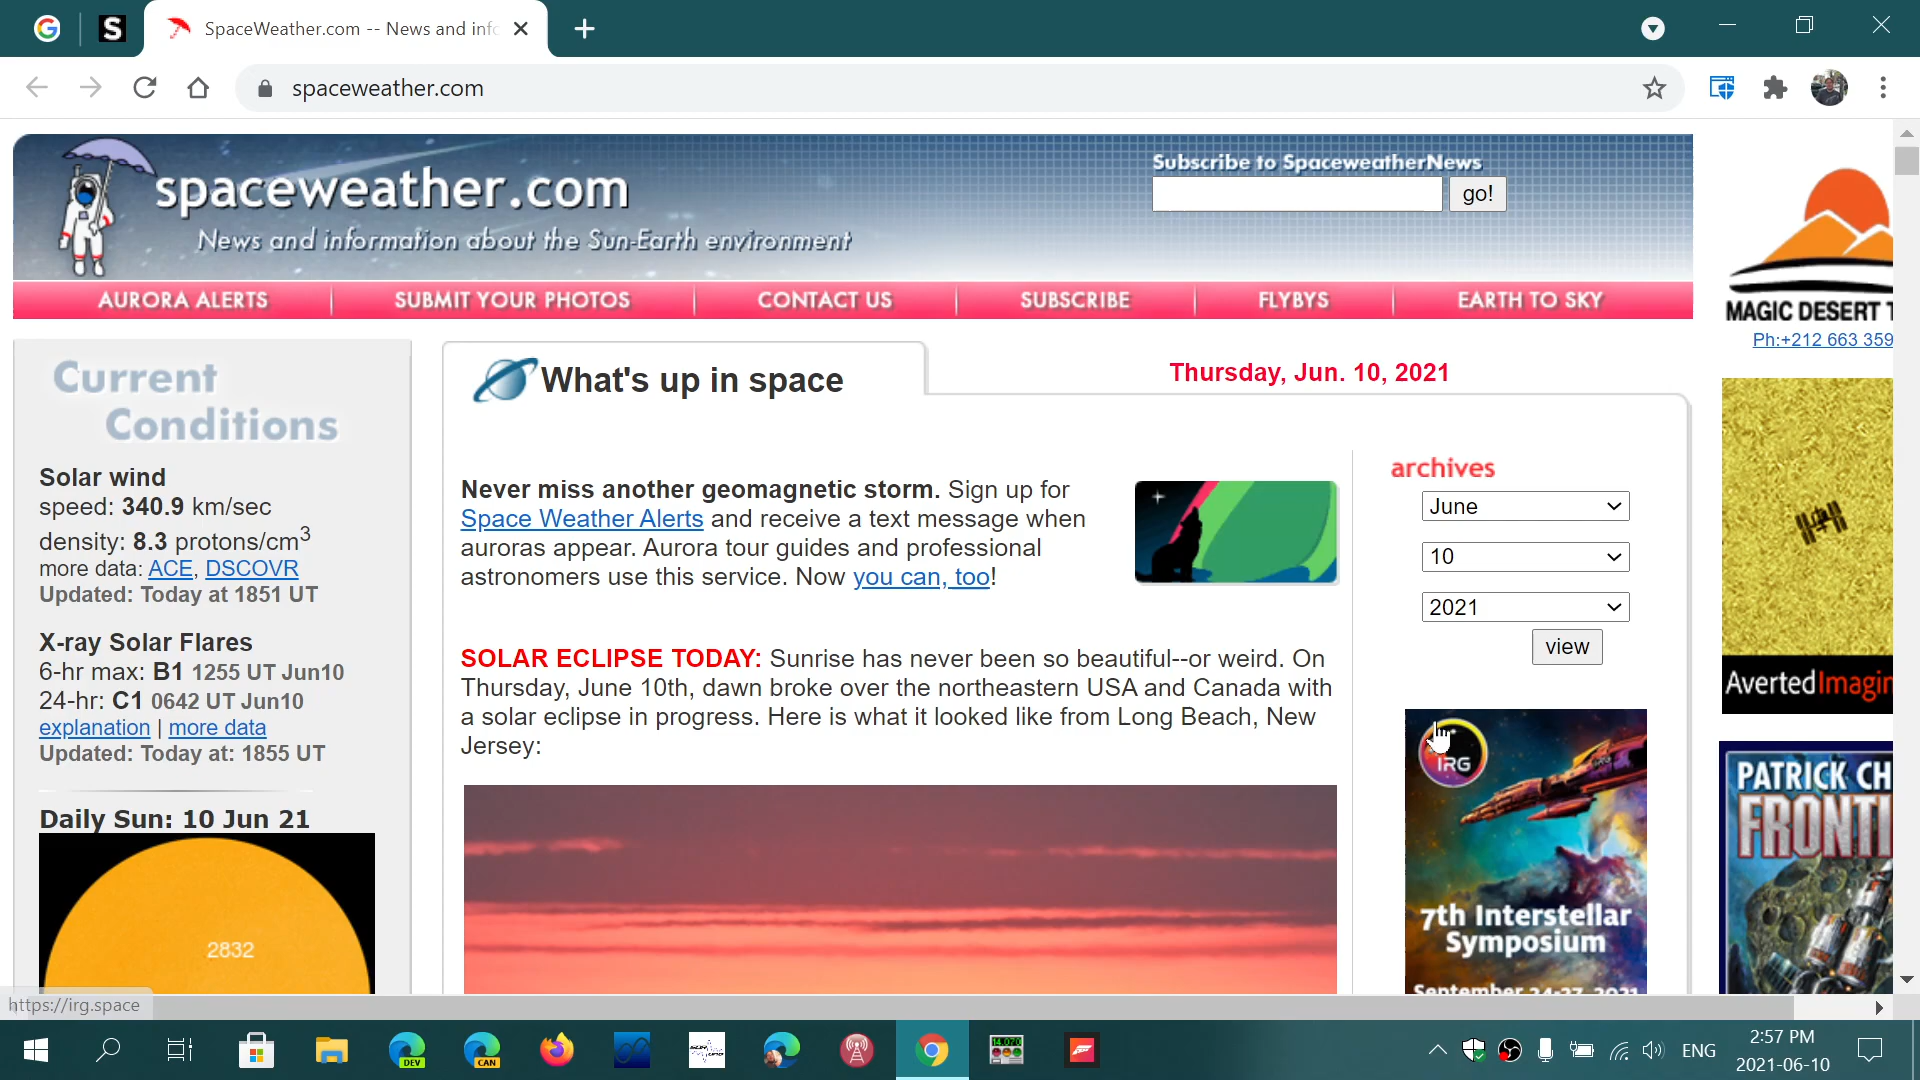 SpaceWeather.com -- News and info
spaceweather.com
spaceweather.com
News and information about the Sun-Earth environment
Subscribe to SpaceweatherNews
go!
AURORA ALERTS
SUBMIT YOUR PHOTOS
CONTACT US
SUBSCRIBE
FLYBYS
EARTH TO SKY
MAGIC DESERT T
Ph:+212 663 359
Current
Conditions
Solar wind
speed: 340.9 km/sec
density: 8.3 protons/cm3
more data: ACE, DSCOVR
Updated: Today at 1851 UT
X-ray Solar Flares
6-hr max: B1 1255 UT Jun10
24-hr: C1 0642 UT Jun10
explanation | more data
Updated: Today at: 1855 UT
Daily Sun: 10 Jun 21
2832
What's up in space
Thursday, Jun. 10, 2021
Never miss another geomagnetic storm. Sign up for
Space Weather Alerts and receive a text message when
auroras appear. Aurora tour guides and professional
astronomers use this service. Now you can, too!
SOLAR ECLIPSE TODAY: Sunrise has never been so beautiful--or weird. On
Thursday, June 10th, dawn broke over the northeastern USA and Canada with
a solar eclipse in progress. Here is what it looked like from Long Beach, New
Jersey:
archives
June
10
2021
view
IRG
7th Interstellar
Symposium
September 24-27, 2021
AvertedImagin
PATRICK CH
FRONTI
https://irg.space
DEV
CAN
14.070
ENG
2:57 PM
2021-06-10